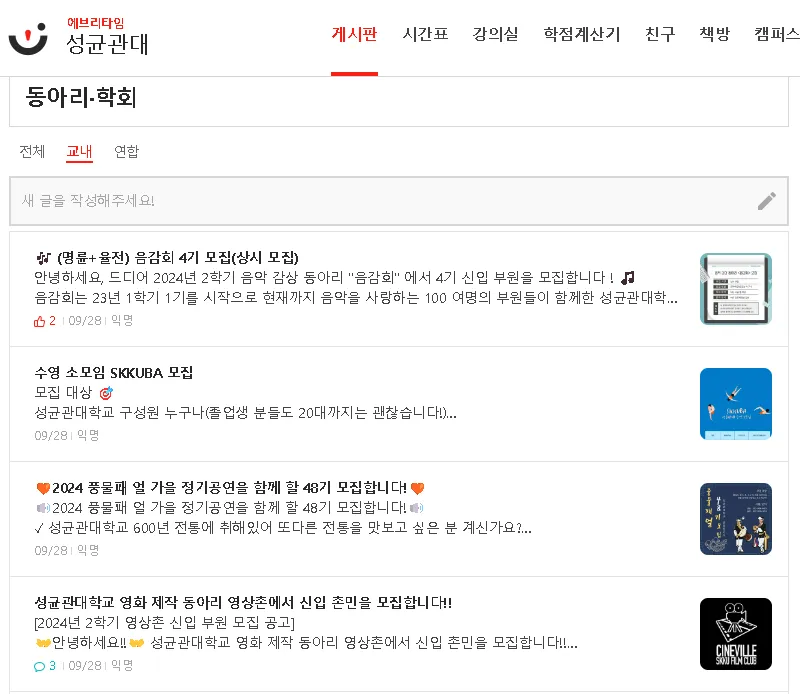 에브리타임
성균관대
게시판 시간표 강의실 학점계산기 친구 책방 캠퍼스
동아리·학회
전체 교내 연합
새 글을 작성해주세요!
🎶 (명륜+율전) 음감회 4기 모집(상시 모집)
안녕하세요, 드디어 2024년 2학기 음악 감상 동아리 "음감회" 에서 4기 신입 부원을 모집합니다 ! 🎵
음감회는 23년 1학기 1기를 시작으로 현재까지 음악을 사랑하는 100 여명의 부원들이 함께한 성균관대학...
2 | 09/28 | 익명
수영 소모임 SKKUBA 모집
모집 대상 🎯
성균관대학교 구성원 누구나(졸업생 분들도 20대까지는 괜찮습니다!)...
09/28 | 익명
🧡2024 풍물패 얼 가을 정기공연을 함께 할 48기 모집합니다!🧡
🔊2024 풍물패 얼 가을 정기공연을 함께 할 48기 모집합니다!🔊
✓ 성균관대학교 600년 전통에 취해있어 또다른 전통을 맛보고 싶은 분 계신가요?...
09/28 | 익명
성균관대학교 영화 제작 동아리 영상촌에서 신입 촌민을 모집합니다!!
[2024년 2학기 영상촌 신입 부원 모집 공고]
🤝안녕하세요!!🤝 성균관대학교 영화 제작 동아리 영상촌에서 신입 촌민을 모집합니다!!...
3 | 09/28 | 익명
CINEVILLE
SKKU FILM CLUB